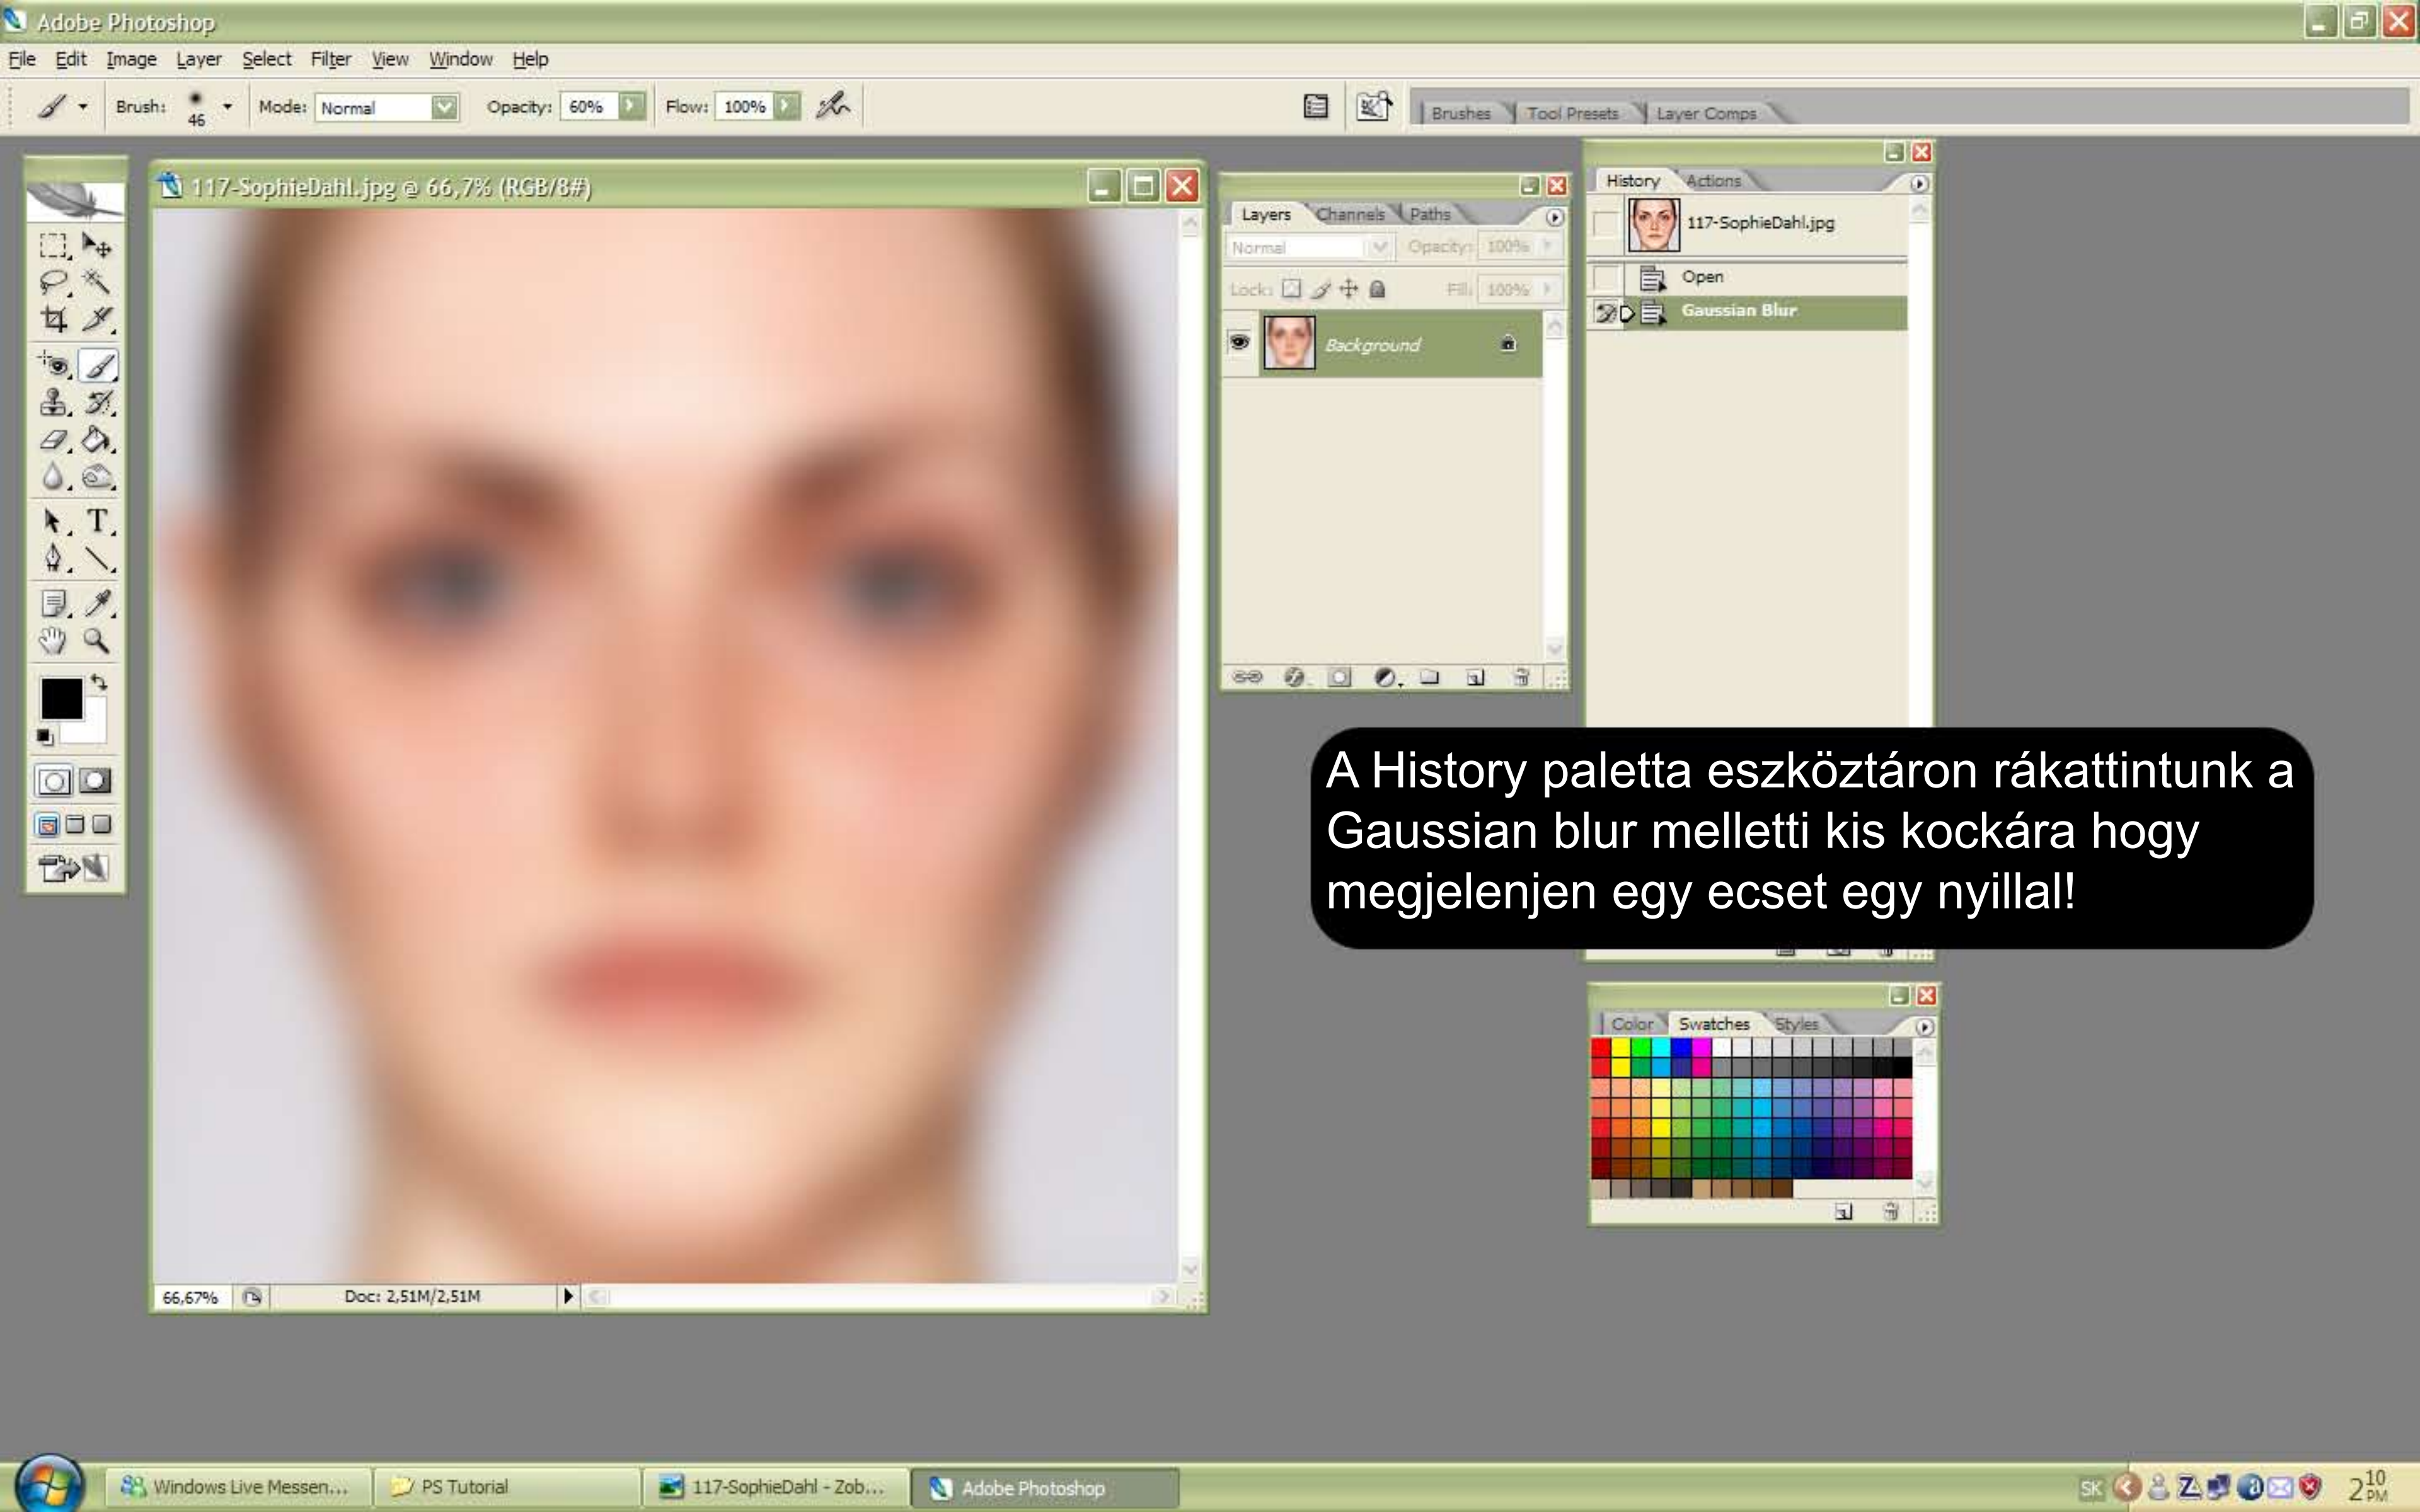 Adobe Photoshop
File Edit Image Layer Select Filter View Window Help
Brush: 46 Mode: Normal Opacity: 60% Flow: 100% Brushes Tool Presets Layer Comps
117-SophieDahl.jpg @ 66,7% (RGB/8#)
Layers Channels Paths
Normal Opacity: 100%
Lock: Fill: 100%
Background
History Actions
117-SophieDahl.jpg
Open
Gaussian Blur
A History paletta eszköztáron rákattintunk a
Gaussian blur melletti kis kockára hogy
megjelenjen egy ecset egy nyillal!
Color Swatches Styles
66,67% Doc: 2,51M/2,51M
Windows Live Messen... PS Tutorial 117-SophieDahl - Zob... Adobe Photoshop SK 2 10 PM